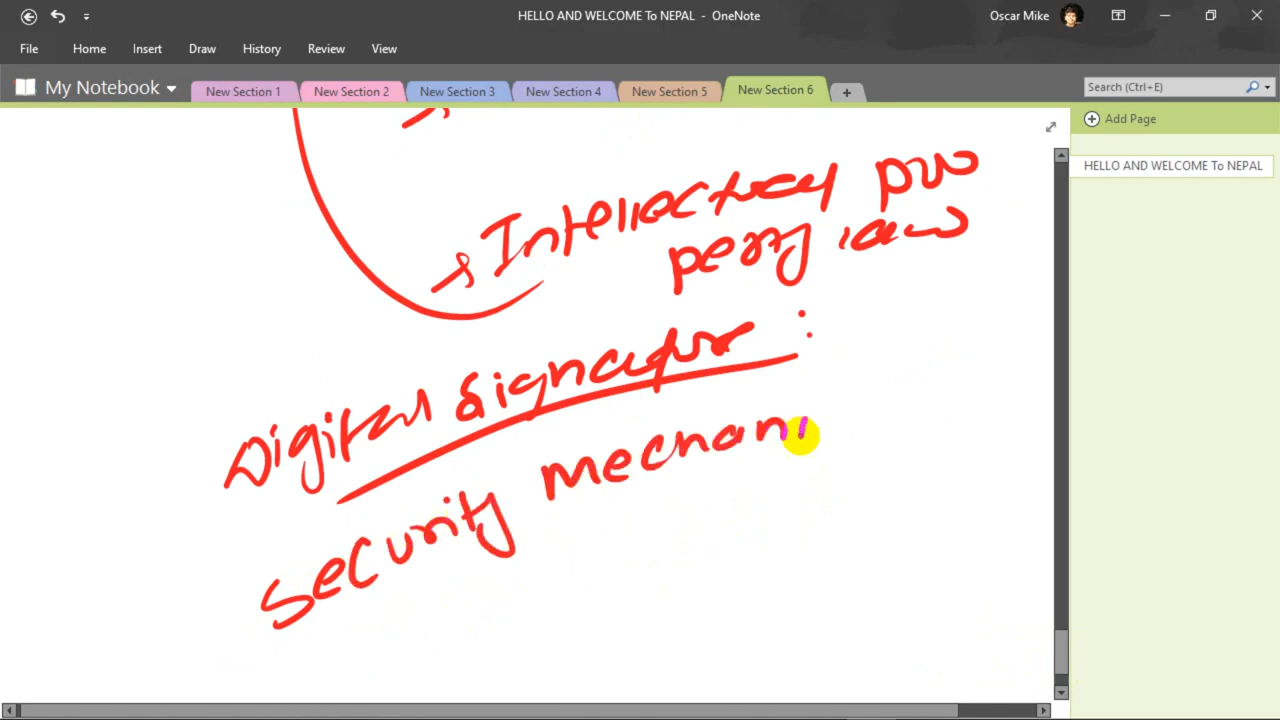 HELLO AND WELCOME To NEPAL - OneNote
Oscar Mike
File Home Insert Draw History Review View
My Notebook
New Section 1 New Section 2 New Section 3 New Section 4 New Section 5 New Section 6
Search (Ctrl+E)
Add Page
HELLO AND WELCOME To NEPAL
Intellectual pro
perty law
Digital Signature :
Security mechani